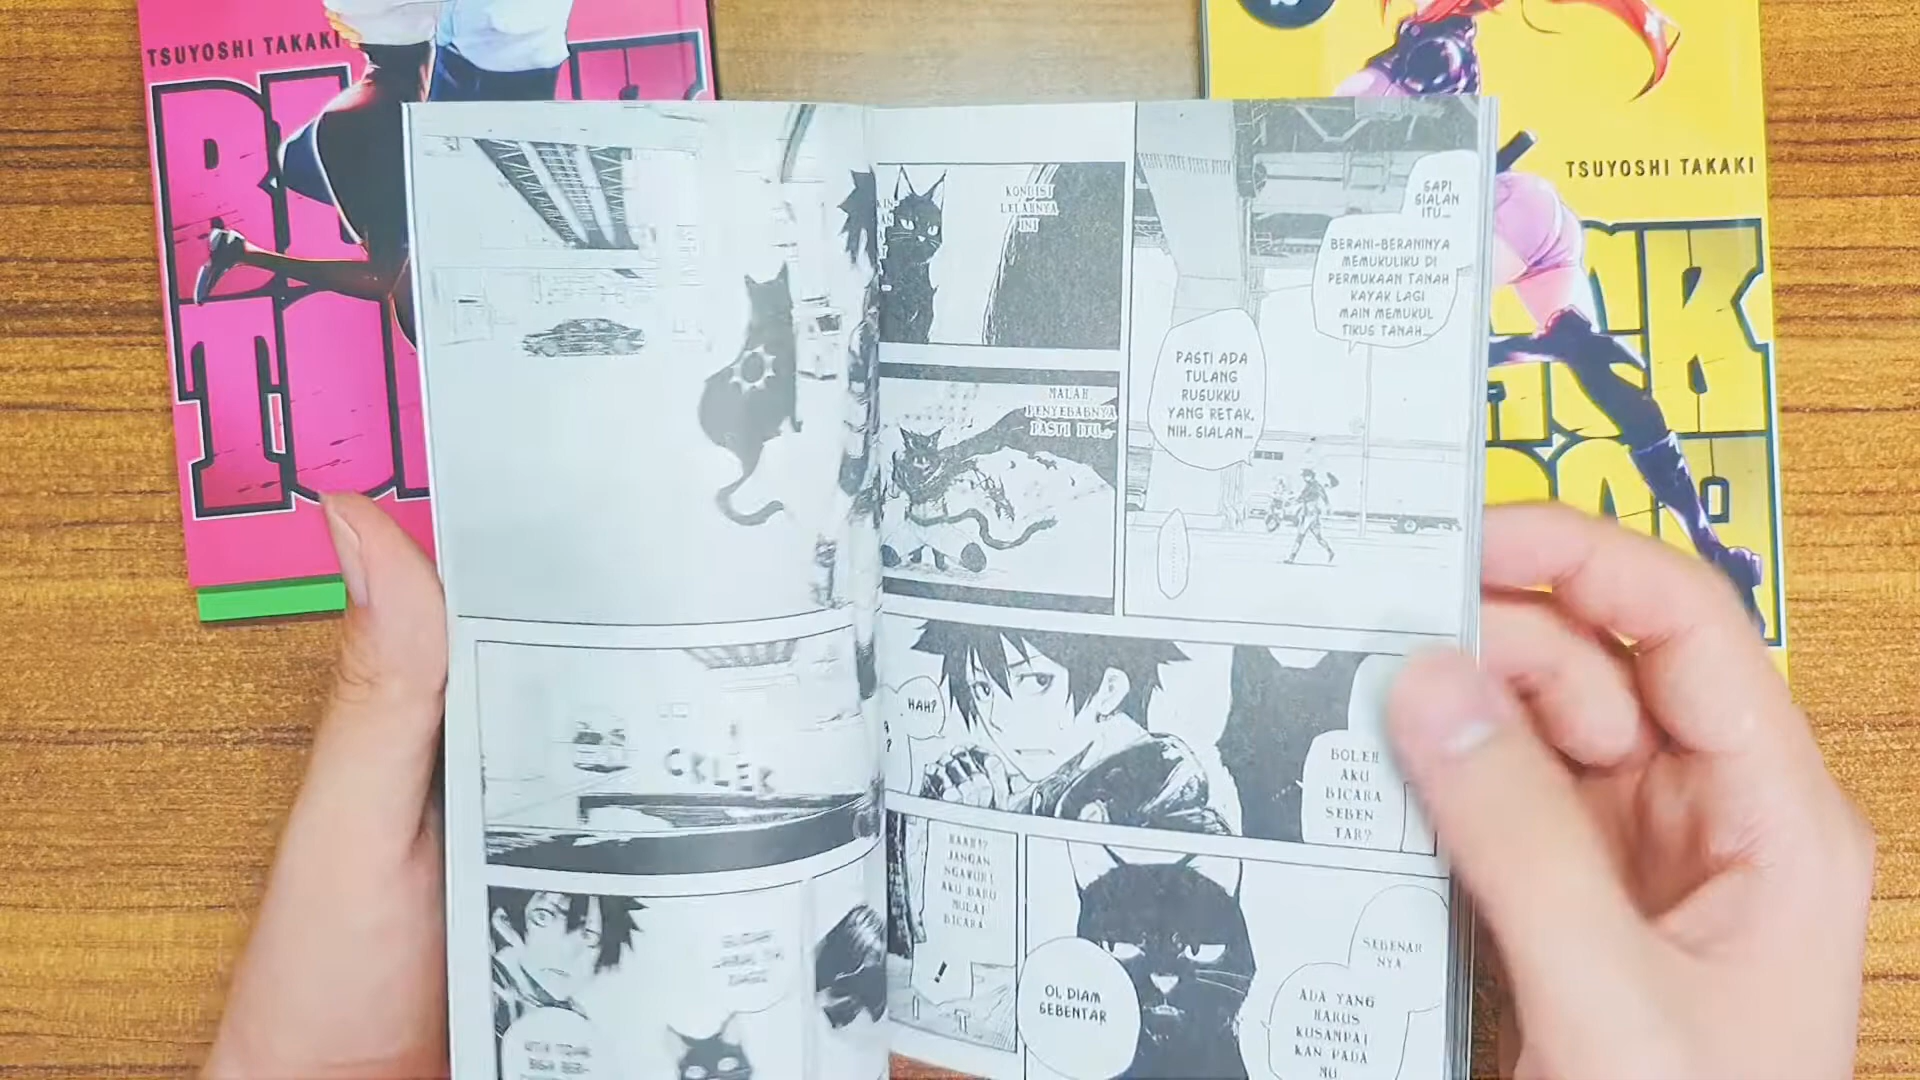 TSUYOSHI TAKAKI
TSUYOSHI TAKAKI
SAPI
SIALAN
ITU...
BERANI-BERANINYA
MEMUKULIKU DI
PERMUKAAN TANAH
KAYAK LAGI
MAIN MEMUKUL
TIKUS TANAH...
PASTI ADA
TULANG
RUSUKKU
YANG RETAK,
NIH. SIALAN...
KONDISI
LELAHNYA
INI
MALAH
PENYEBABNYA
PASTI ITU...
HAH?
BOLEH
AKU
BICARA
SEBEN
TAR?
HAAH!?
JANGAN
NGAWUR!
AKU BARU
MULAI
BICARA
!
OI, DIAM
SEBENTAR
SEBENAR
NYA
ADA YANG
HARUS
KUSAMPAI
KAN PADA
MU.
CKLEK